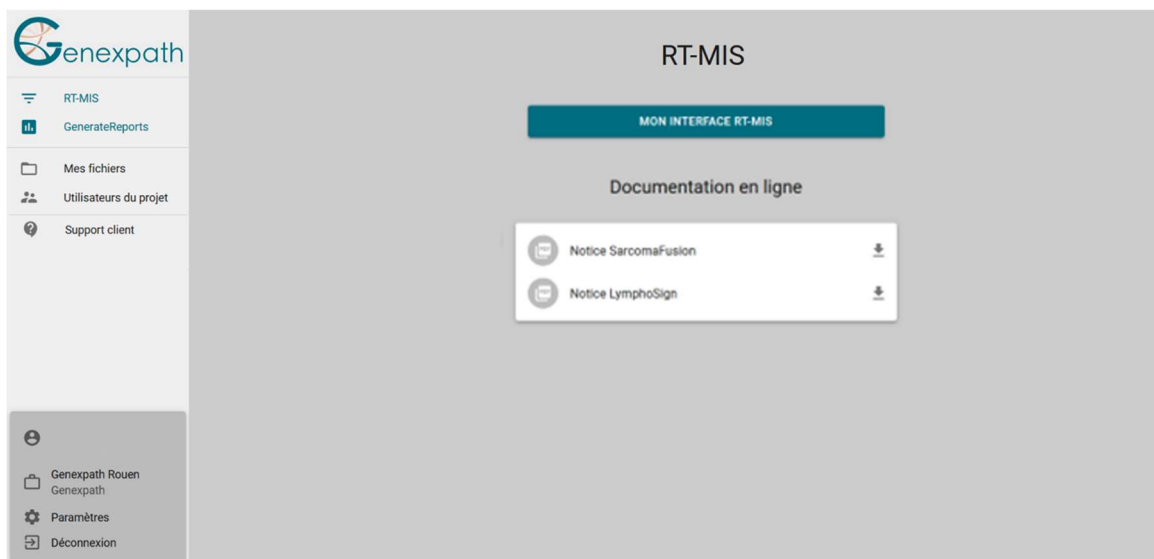 Genexpath
RT-MIS
GenerateReports
Mes fichiers
Utilisateurs du projet
Support client
Genexpath Rouen
Genexpath
Paramètres
Déconnexion
RT-MIS
MON INTERFACE RT-MIS
Documentation en ligne
Notice SarcomaFusion
Notice LymphoSign